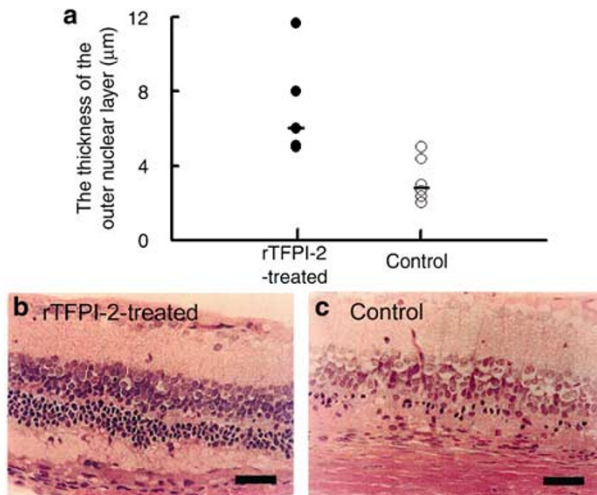 a
The thickness of the
outer nuclear layer (μm)
12
8
4
0
rTFPI-2
-treated
Control
b rTFPI-2-treated
c Control